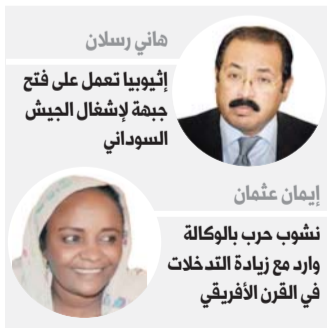 هاني رسلان
إثيوبيا تعمل على فتح
جبهة لإشغال الجيش
السوداني
إيمان عثمان
نشوب حرب بالوكالة
وارد مع زيادة التدخلات
في القرن الأفريقي